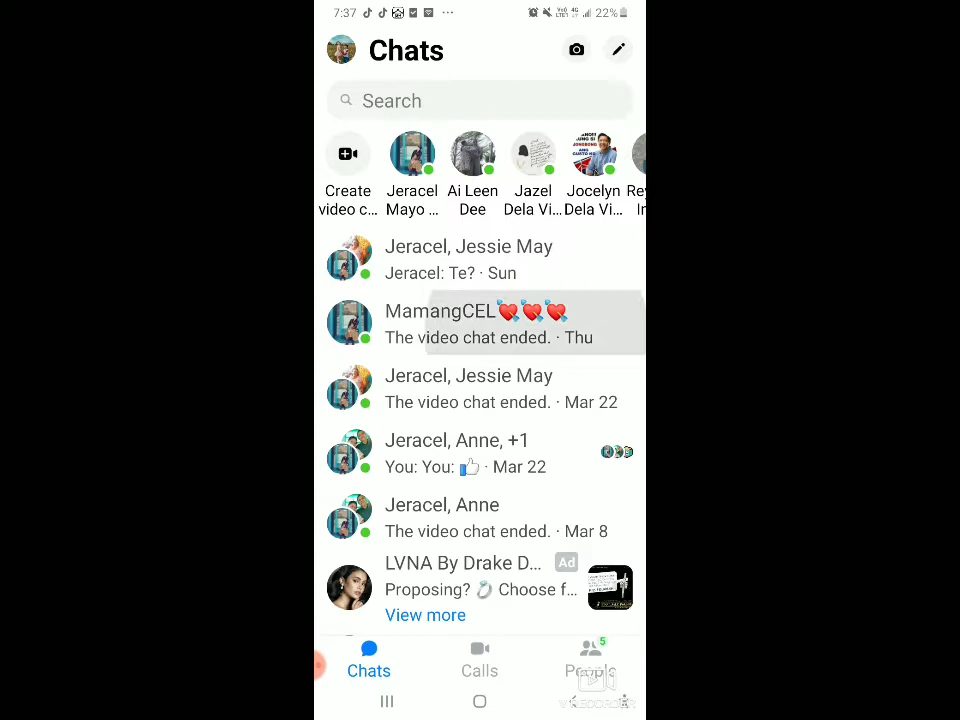 7:37 ... 22%
Chats
Search
Create
video c...
Jeracel
Mayo ...
Ai Leen
Dee
Jazel
Dela Vi...
Jocelyn
Dela Vi...
Rey
Jeracel, Jessie May
Jeracel: Te? · Sun
MamangCEL💘💘💘
The video chat ended. · Thu
Jeracel, Jessie May
The video chat ended. · Mar 22
Jeracel, Anne, +1
You: You: 👍 · Mar 22
Jeracel, Anne
The video chat ended. · Mar 8
LVNA By Drake D... Ad
Proposing? 💍 Choose f...
View more
5
Chats
Calls
People